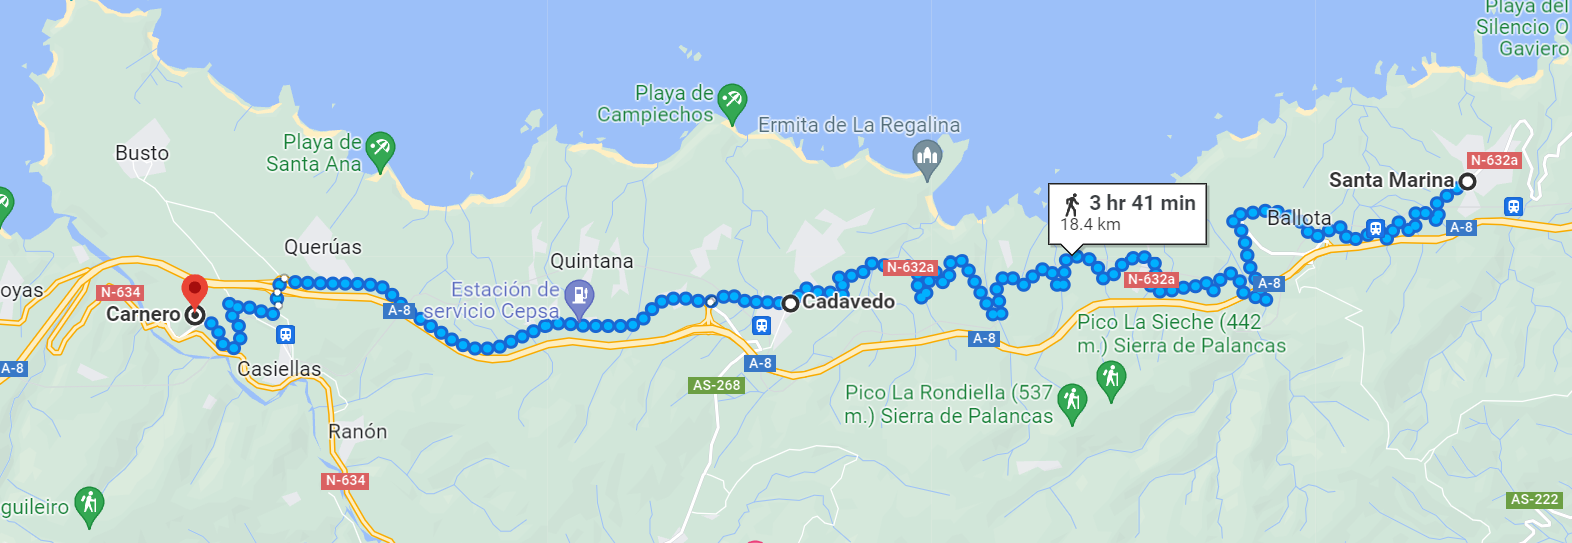 Playa del
Silencio O
Gaviero
Playa de
Campiechos
Ermita de La Regalina
Playa de
Santa Ana
Busto
N-632a
Santa Marina
3 hr 41 min
18.4 km
Ballota
A-8
Querúas
Quintana
N-632a
N-632a
A-8
oyas
N-634
Estación de
servicio Cepsa
Carnero
A-8
Cadavedo
Pico La Sieche (442
m.) Sierra de Palancas
A-8
A-8
A-8
Casiellas
AS-268
Pico La Rondiella (537
m.) Sierra de Palancas
Ranón
N-634
guileiro
AS-222